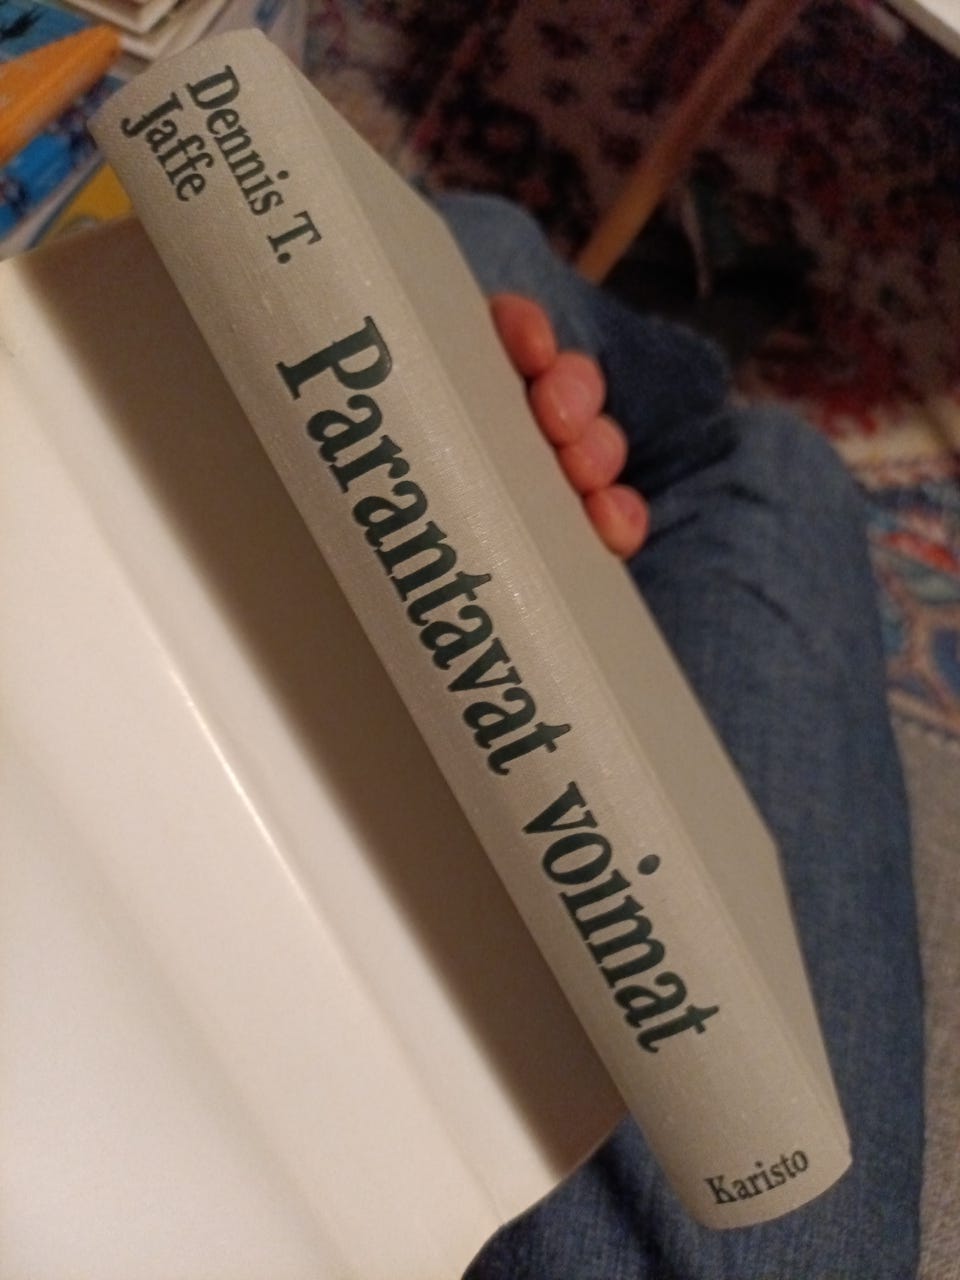 Dennis T.
Jaffe
Parantavat voimat
Karisto